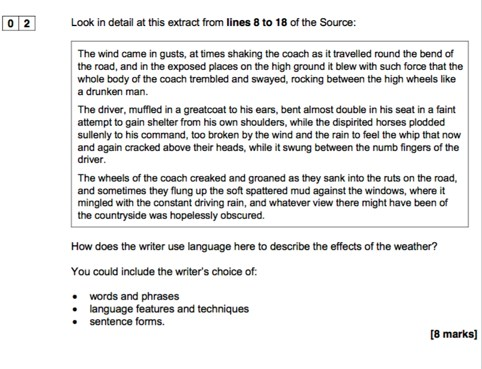 0 2
Look in detail at this extract from lines 8 to 18 of the Source:
The wind came in gusts, at times shaking the coach as it travelled round the bend of
the road, and in the exposed places on the high ground it blew with such force that the
whole body of the coach trembled and swayed, rocking between the high wheels like
a drunken man.
The driver, muffled in a greatcoat to his ears, bent almost double in his seat in a faint
attempt to gain shelter from his own shoulders, while the dispirited horses plodded
sullenly to his command, too broken by the wind and the rain to feel the whip that now
and again cracked above their heads, while it swung between the numb fingers of the
driver.
The wheels of the coach creaked and groaned as they sank into the ruts on the road,
and sometimes they flung up the soft spattered mud against the windows, where it
mingled with the constant driving rain, and whatever view there might have been of
the countryside was hopelessly obscured.
How does the writer use language here to describe the effects of the weather?
You could include the writer's choice of:
• words and phrases
• language features and techniques
• sentence forms.
[8 marks]